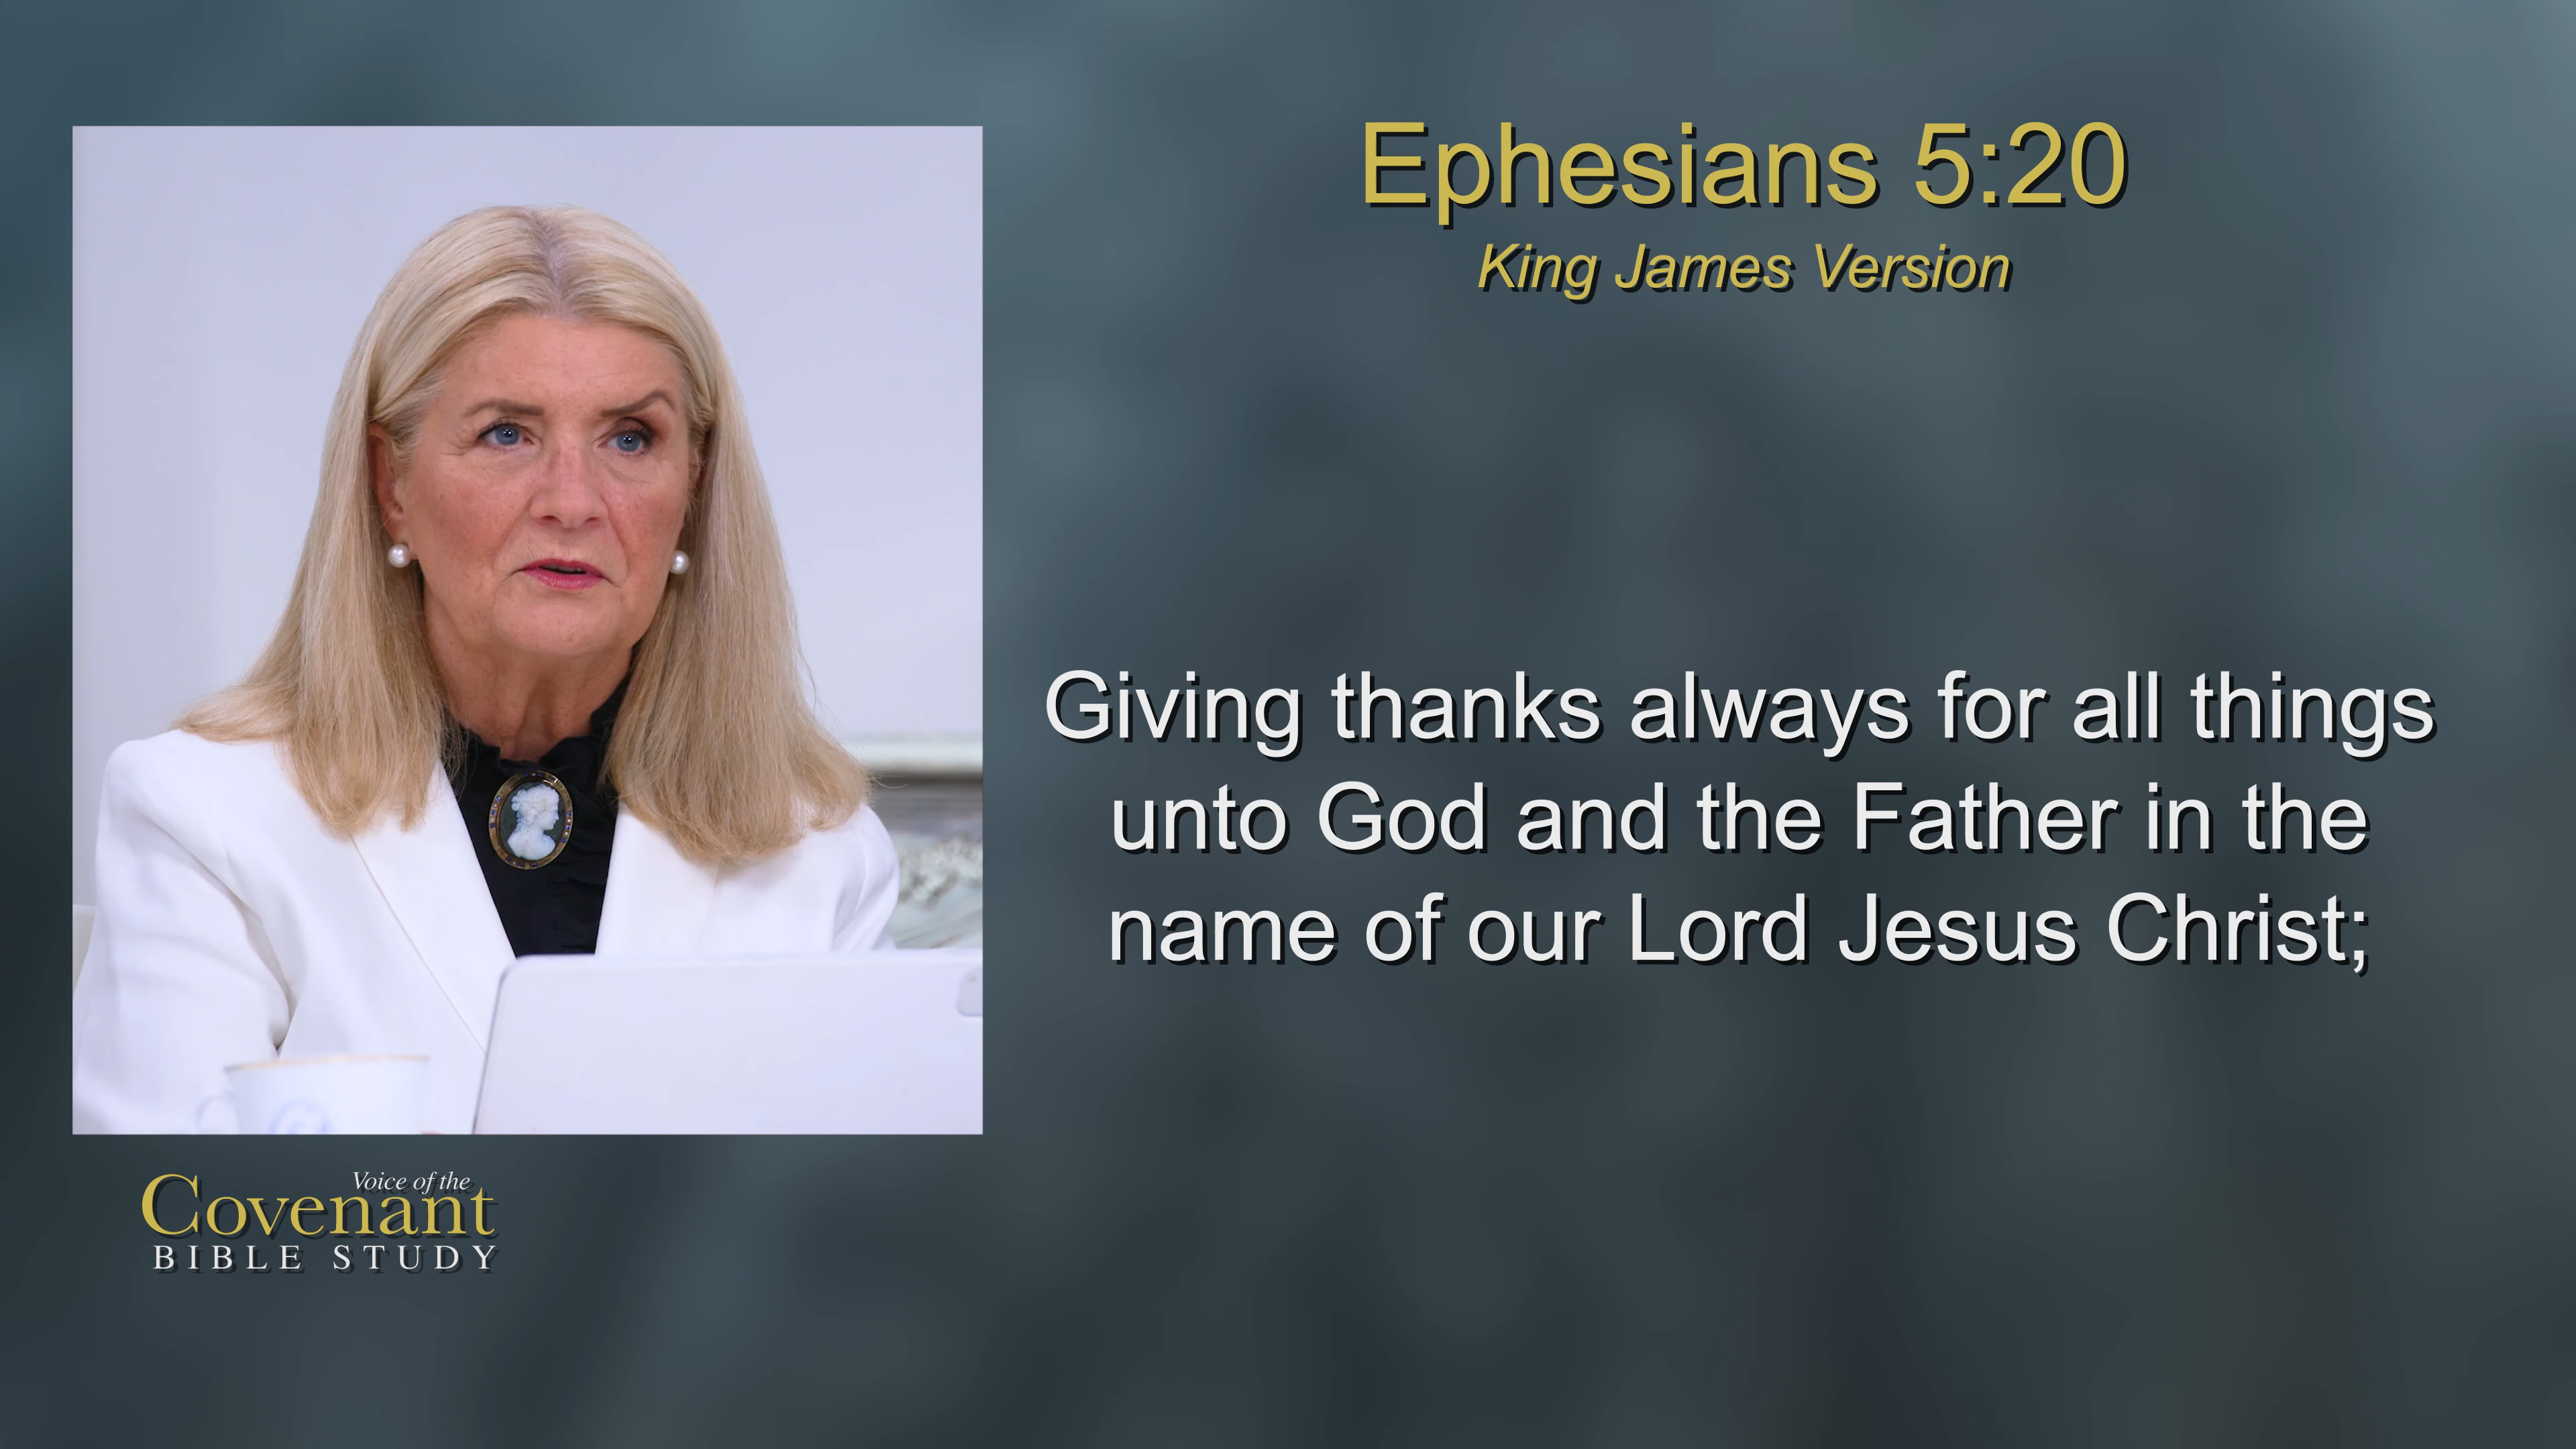 Ephesians 5:20
King James Version
Giving thanks always for all things
unto God and the Father in the
name of our Lord Jesus Christ;
Voice of the
Covenant
BIBLE STUDY